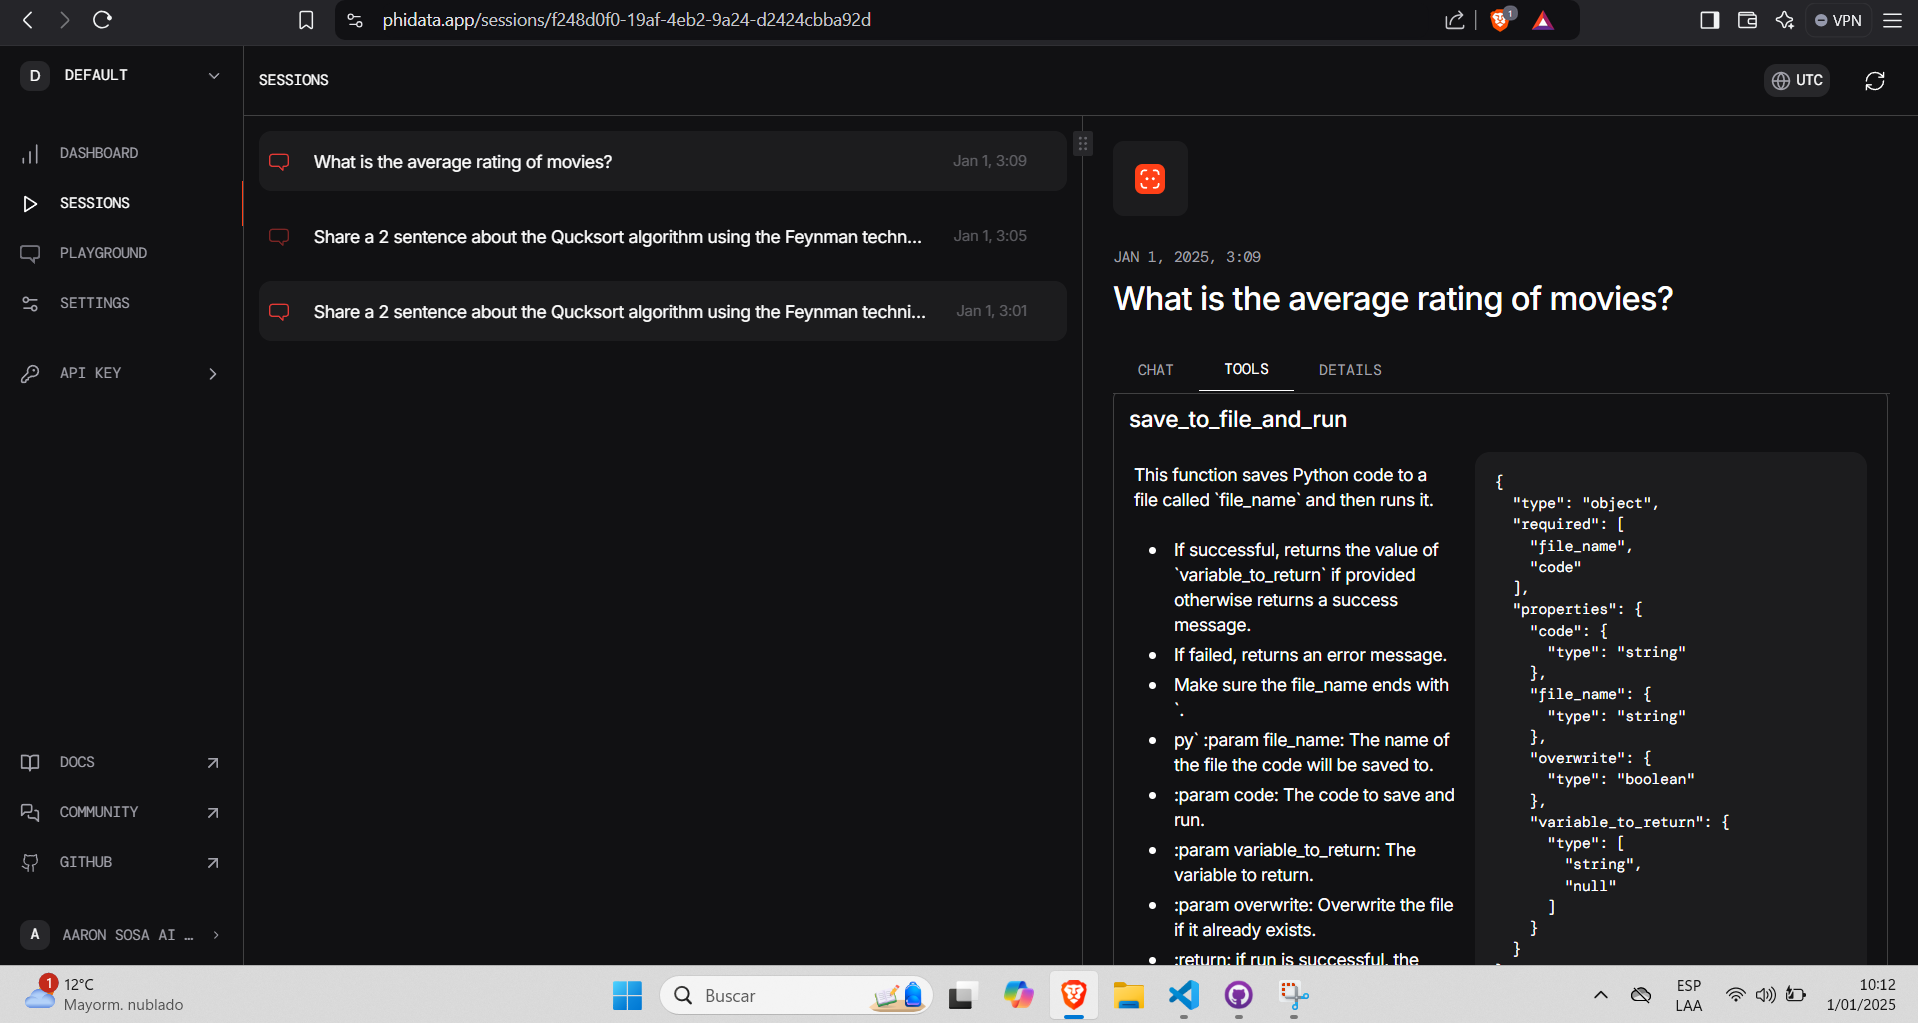 phidata.app/sessions/f248d0f0-19af-4eb2-9a24-d2424cbba92d
1
VPN
D
DEFAULT
SESSIONS
UTC
DASHBOARD
SESSIONS
PLAYGROUND
SETTINGS
API KEY
DOCS
COMMUNITY
GITHUB
A
AARON SOSA AI ...
What is the average rating of movies?
Jan 1, 3:09
Share a 2 sentence about the Qucksort algorithm using the Feynman techn...
Jan 1, 3:05
Share a 2 sentence about the Qucksort algorithm using the Feynman techni...
Jan 1, 3:01
JAN 1, 2025, 3:09
What is the average rating of movies?
CHAT
TOOLS
DETAILS
save_to_file_and_run
This function saves Python code to a
file called `file_name` and then runs it.
If successful, returns the value of
`variable_to_return` if provided
otherwise returns a success
message.
If failed, returns an error message.
Make sure the file_name ends with
`.
py` :param file_name: The name of
the file the code will be saved to.
:param code: The code to save and
run.
:param variable_to_return: The
variable to return.
:param overwrite: Overwrite the file
if it already exists.
:return: if run is successful, the
{
"type": "object",
"required": [
"file_name",
"code"
],
"properties": {
"code": {
"type": "string"
},
"file_name": {
"type": "string"
},
"overwrite": {
"type": "boolean"
},
"variable_to_return": {
"type": [
"string",
"null"
]
}
}
1
12°C
Mayorm. nublado
Buscar
ESP
LAA
10:12
1/01/2025